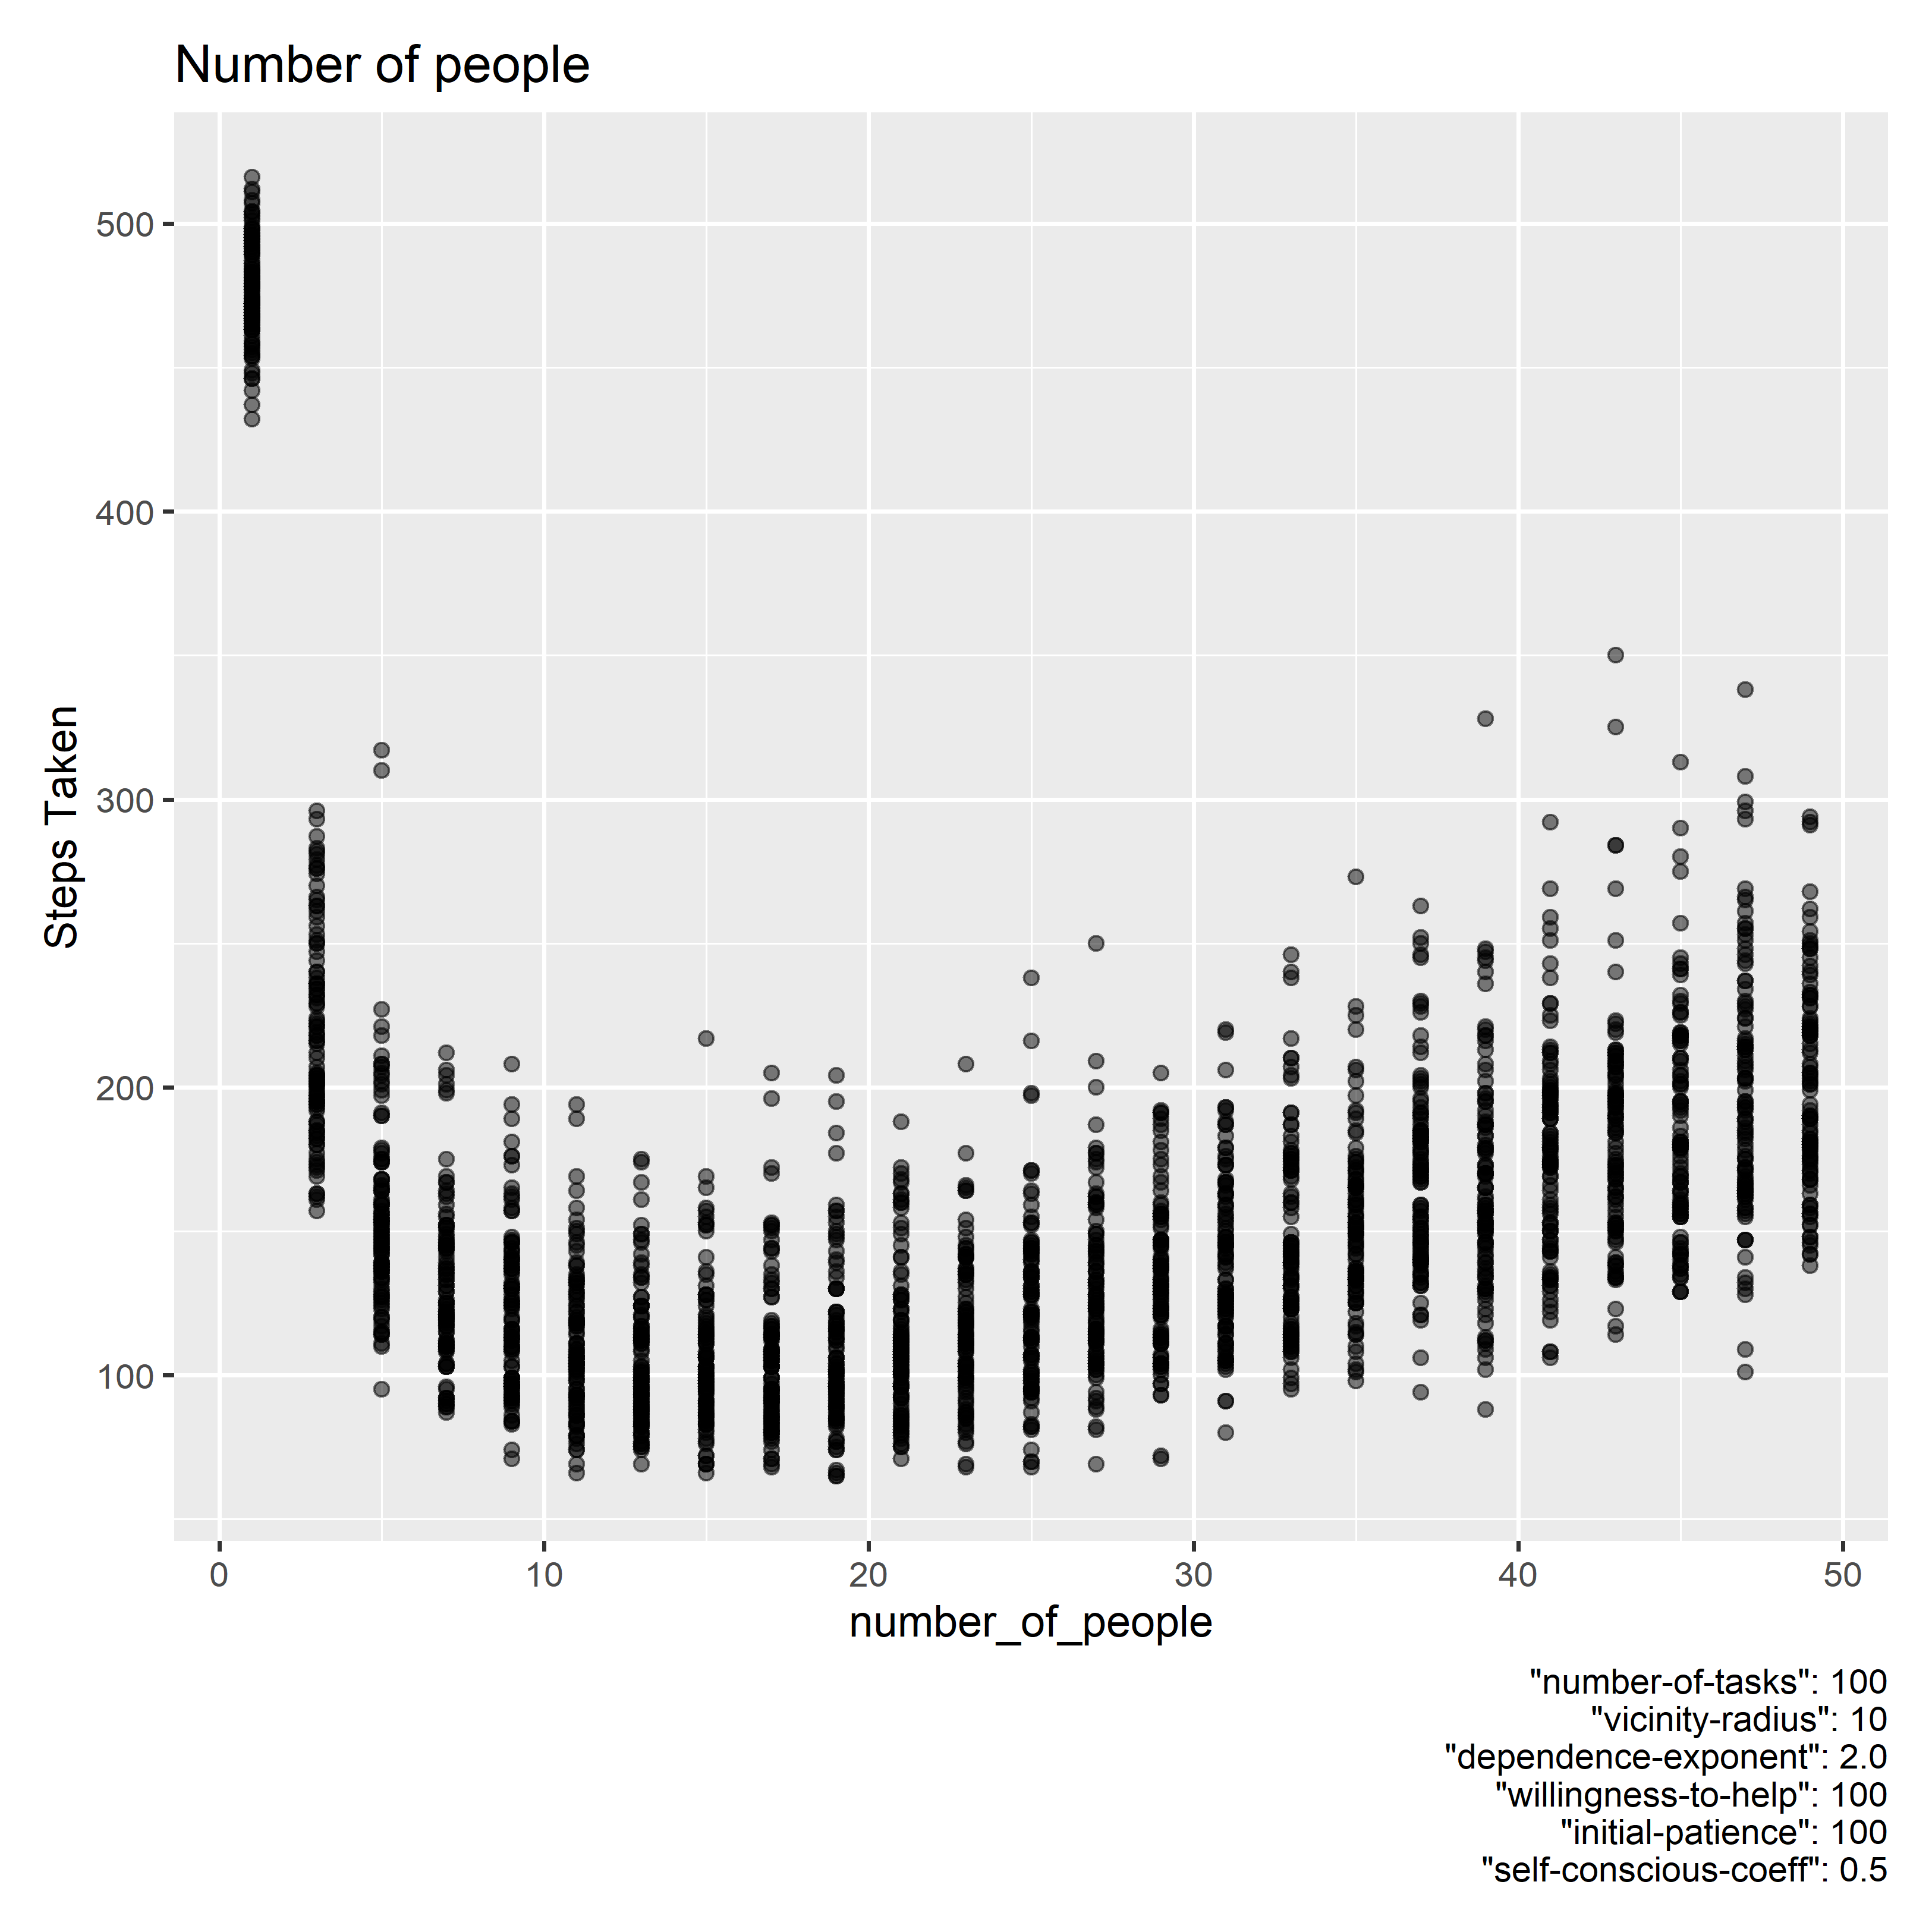 Number of people
500
400
300
200
100
Steps Taken
0 10 20 30 40 50
number_of_people
"number-of-tasks": 100
"vicinity-radius": 10
"dependence-exponent": 2.0
"willingness-to-help": 100
"initial-patience": 100
"self-conscious-coeff": 0.5